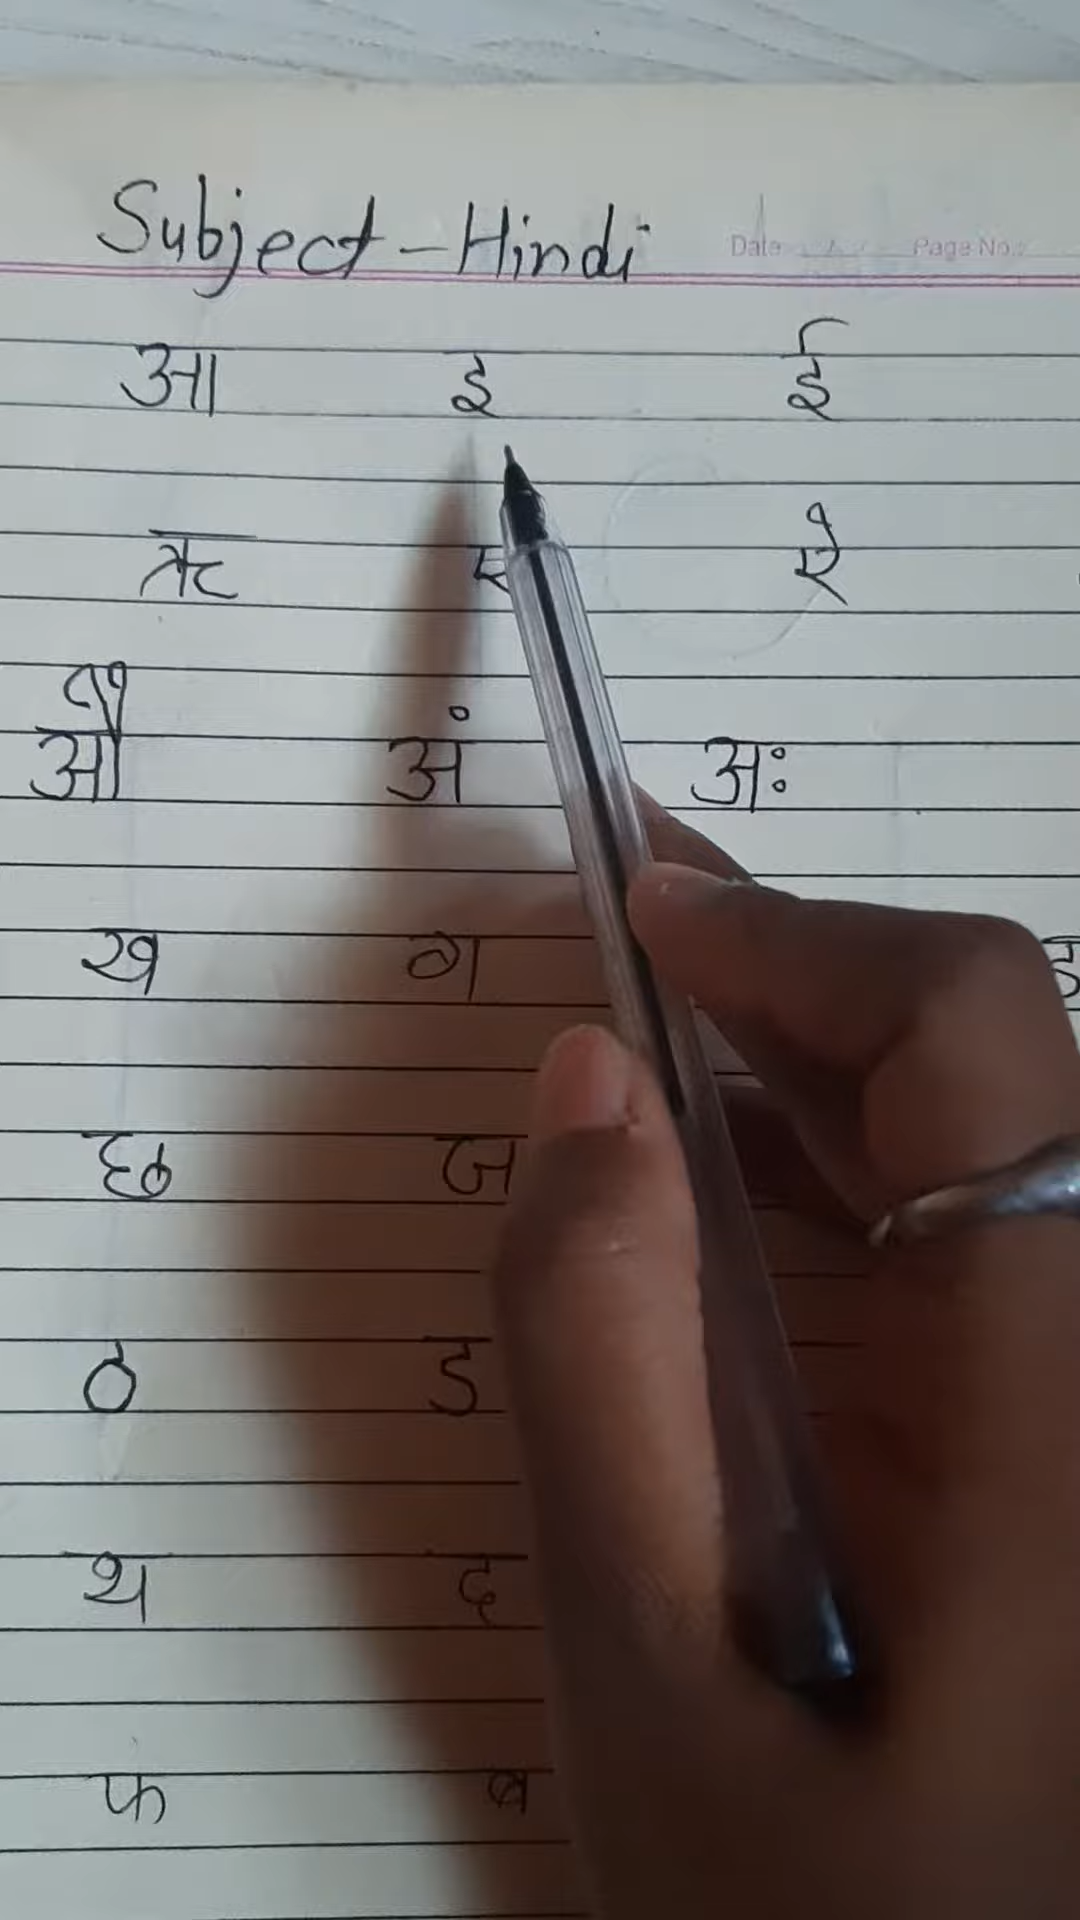 Subject - Hindi
Date Page No.:
आ इ ई
ऋ ए ऐ
औ अं अः
ख ग
छ ज
ठ ड
थ द
फ ब